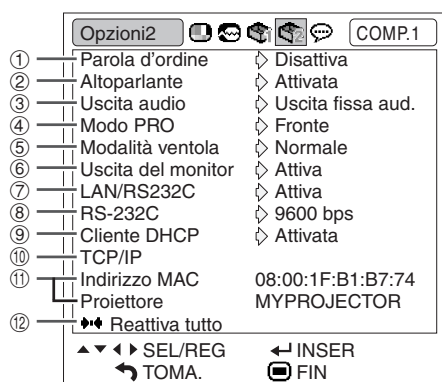 Opzioni2 COMP.1
① Parola d'ordine Disattiva
② Altoparlante Attivata
③ Uscita audio Uscita fissa aud.
④ Modo PRO Fronte
⑤ Modalità ventola Normale
⑥ Uscita del monitor Attiva
⑦ LAN/RS232C Attiva
⑧ RS-232C 9600 bps
⑨ Cliente DHCP Attivata
⑩ TCP/IP
⑪ Indirizzo MAC 08:00:1F:B1:B7:74
Proiettore MYPROJECTOR
⑫ Reattiva tutto
SEL/REG INSER
TOMA. FIN